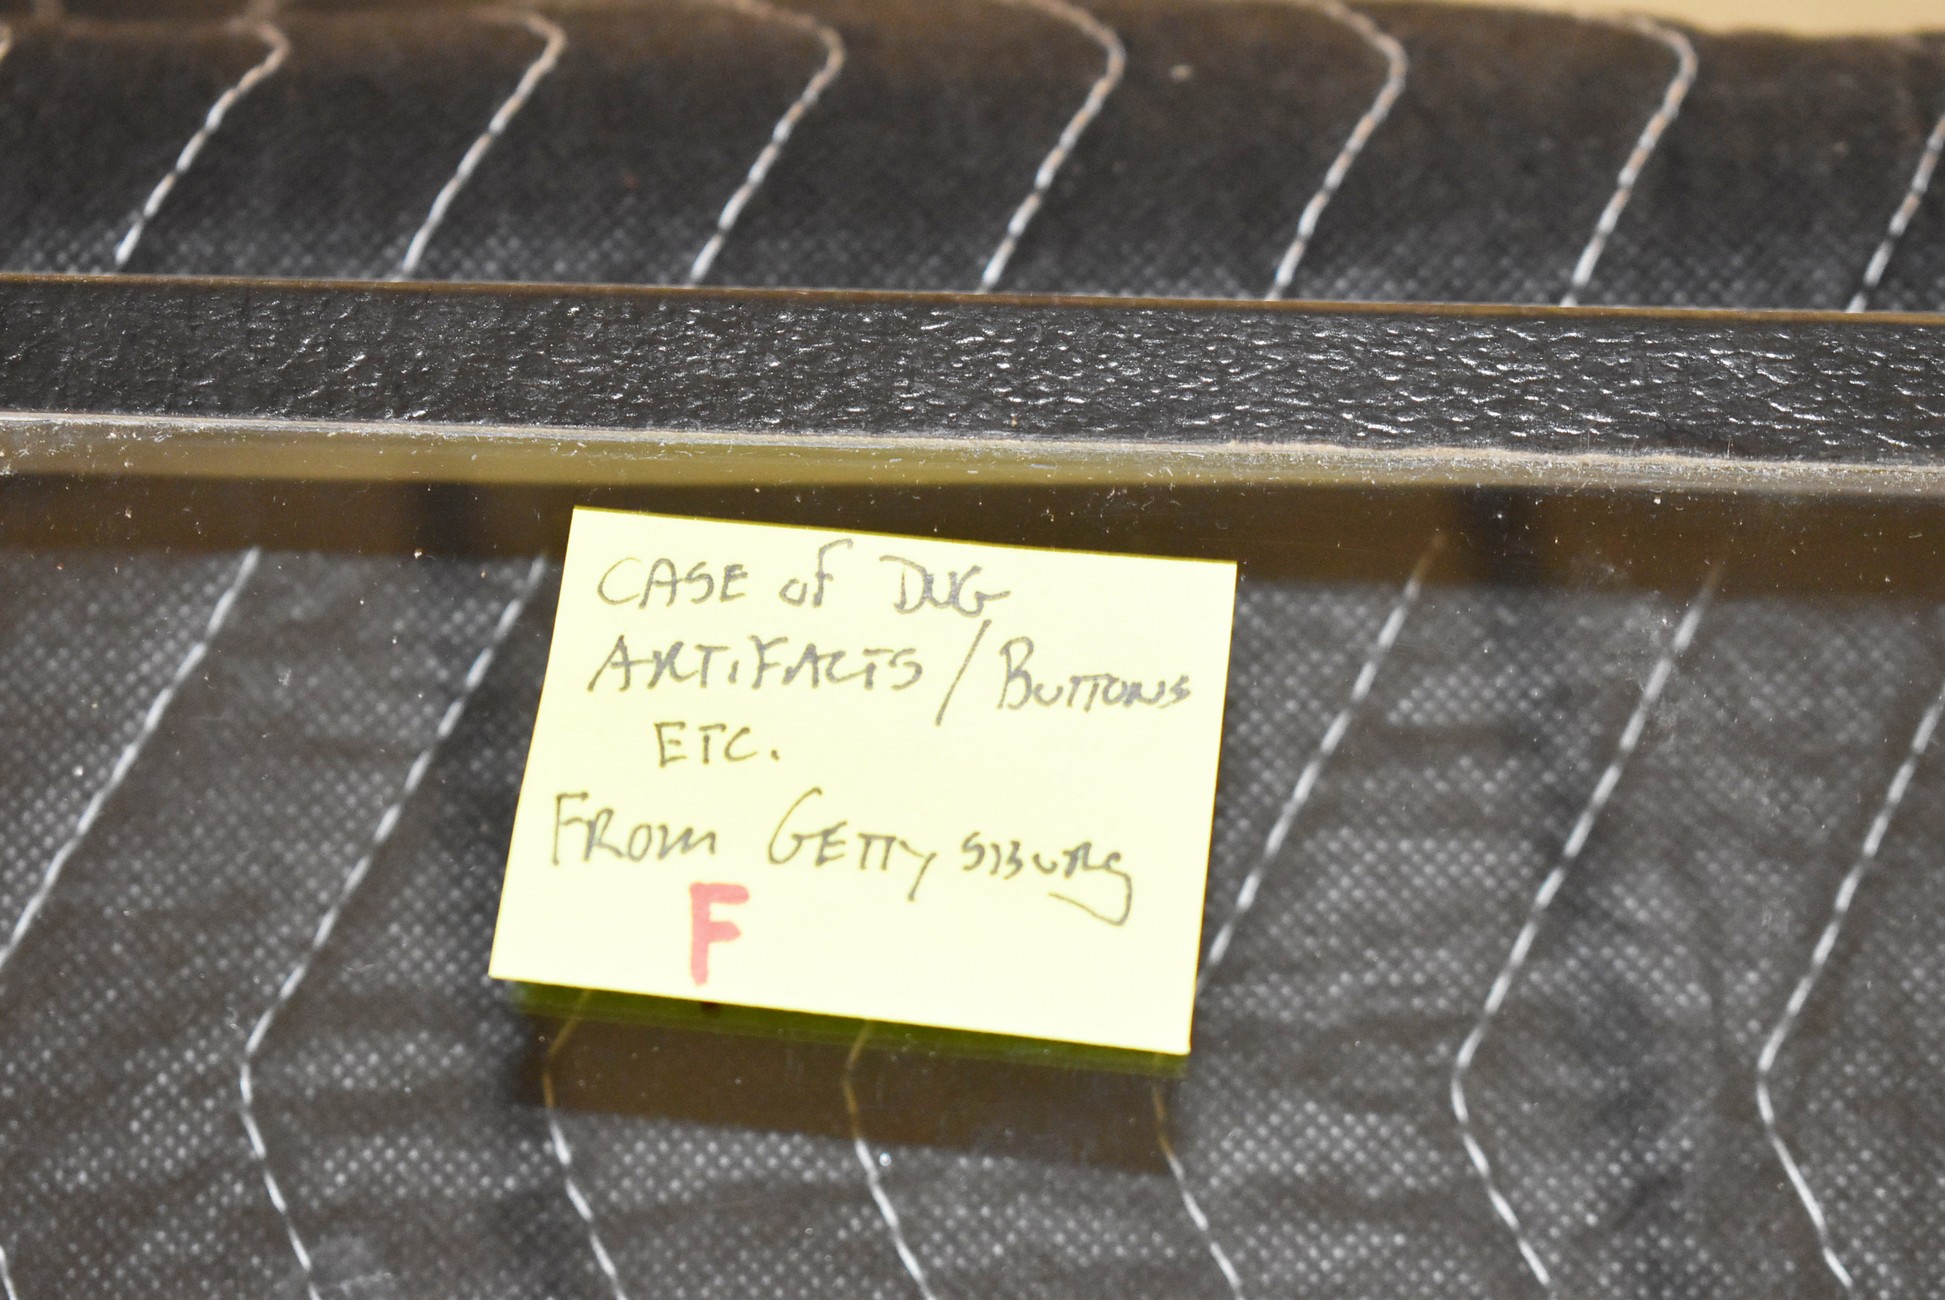 CASE of DUG
ARTIFACTS / BUTTONS
ETC.
FROM GETTYSBURG
F